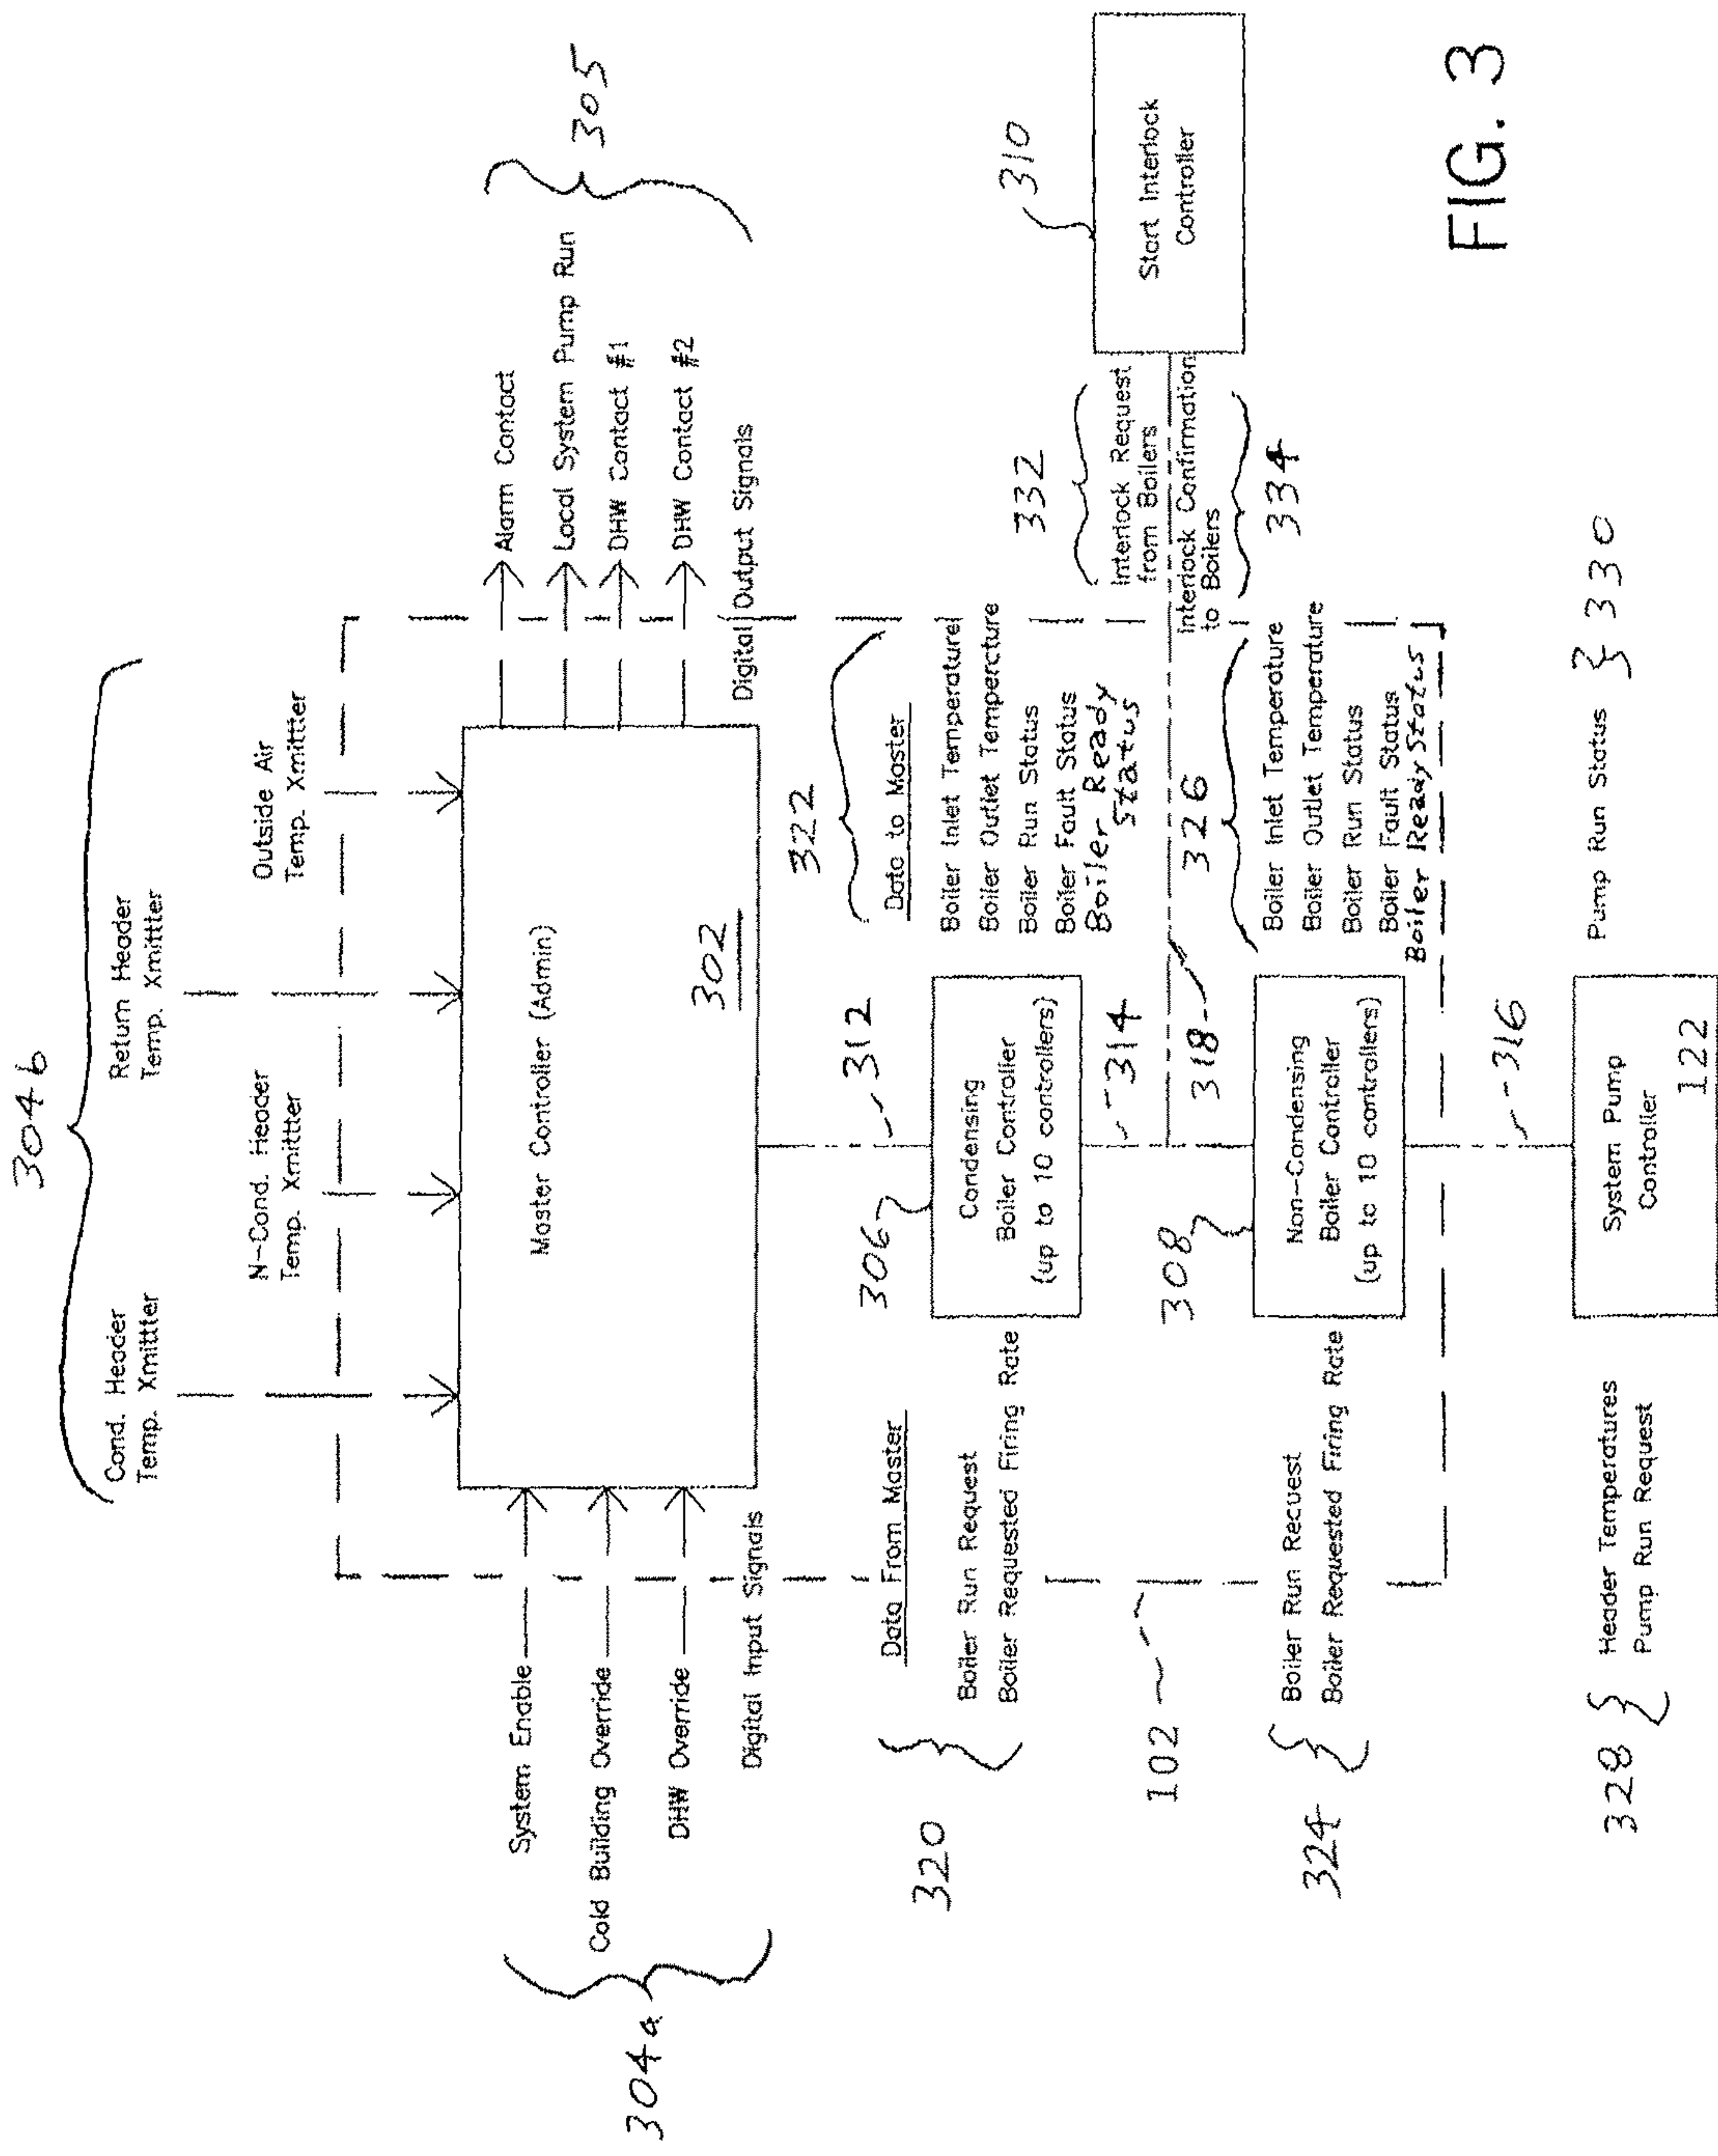 304b
Cond. Header
Temp. Xmittter
N-Cond. Header
Temp. Xmittter
Return Header
Temp. Xmitter
Outside Air
Temp. Xmittter
304a
System Enable
Cold Building Override
DHW Override
Digital Input Signals
Master Controller (Admin)
302
Alarm Contact
Local System Pump Run
DHW Contact #1
DHW Contact #2
Digital Output Signals
305
320
Data From Master
Boiler Run Request
Boiler Requested Firing Rate
306
312
Condensing
Boiler Controller
(up to 10 controllers)
322
Data to Master
Boiler Inlet Temperature
Boiler Outlet Temperature
Boiler Run Status
Boiler Fault Status
Boiler Ready
Status
102
314
318
332
Interlock Request
from Boilers
Interlock Confirmation
to Boilers
334
310
Start Interlock
Controller
324
Boiler Run Recuest
Boiler Requested Firing Rate
308
Non-Condensing
Boiler Controller
(up to 10 controllers)
326
Boiler Inlet Temperature
Boiler Outlet Temperature
Boiler Run Status
Boiler Fault Status
Boiler Ready Status
316
328
Header Temperatures
Pump Run Request
System Pump
Controller
122
Pump Run Status
330
FIG. 3